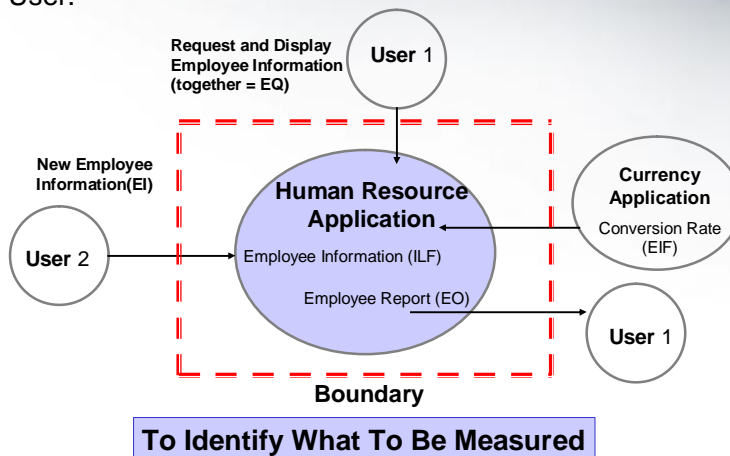 User.
Request and Display
Employee Information
(together = EQ)
User 1
New Employee
Information(EI)
User 2
Human Resource
Application
Employee Information (ILF)
Employee Report (EO)
Currency
Application
Conversion Rate
(EIF)
User 1
Boundary
To Identify What To Be Measured